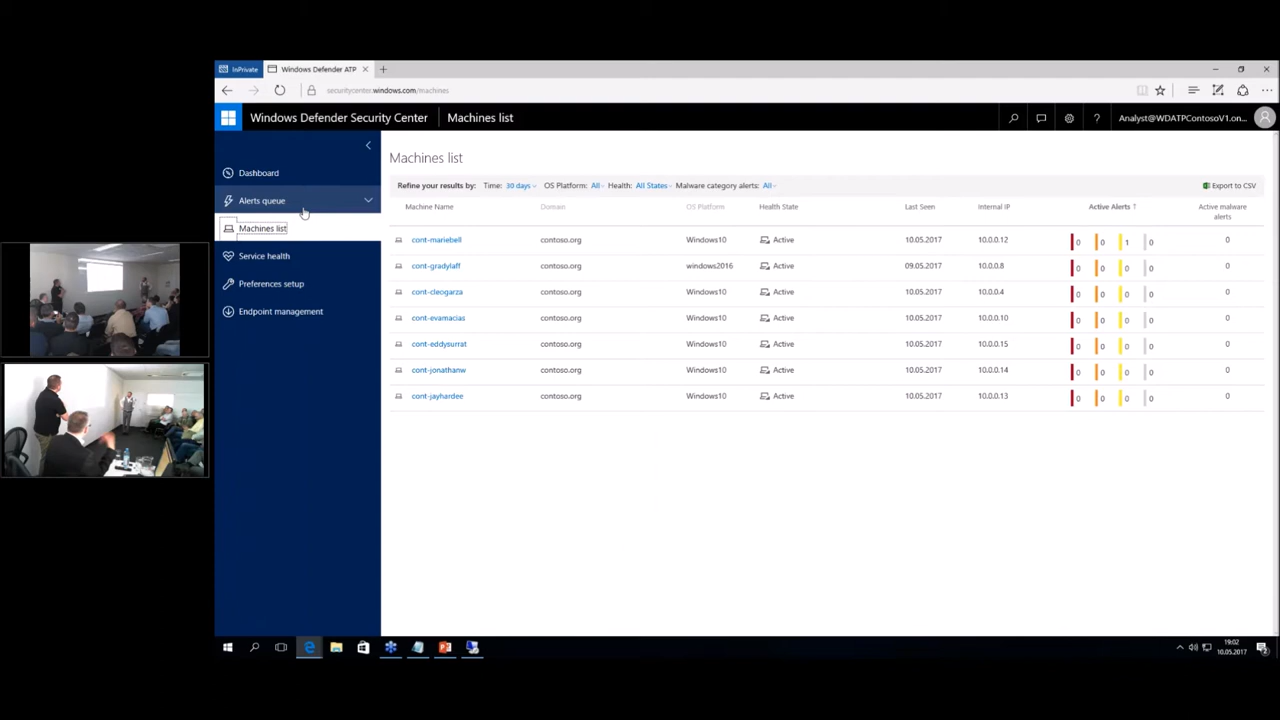 InPrivate
Windows Defender ATP
securitycenter.windows.com/machines
Windows Defender Security Center
Machines list
Analyst@WDATPContosoV1.on...
Dashboard
Alerts queue
Machines list
Service health
Preferences setup
Endpoint management
Machines list
Refine your results by: Time: 30 days OS Platform: All Health: All States Malware category alerts: All
Export to CSV
Machine Name Domain OS Platform Health State Last Seen Internal IP Active Alerts ↑ Active malware alerts
cont-mariebell contoso.org Windows10 Active 10.05.2017 10.0.0.12 0 0 1 0 0
cont-gradylaff contoso.org windows2016 Active 09.05.2017 10.0.0.8 0 0 0 0 0
cont-cleogarza contoso.org Windows10 Active 10.05.2017 10.0.0.4 0 0 0 0 0
cont-evamacias contoso.org Windows10 Active 10.05.2017 10.0.0.10 0 0 0 0 0
cont-eddysurrat contoso.org Windows10 Active 10.05.2017 10.0.0.15 0 0 0 0 0
cont-jonathanw contoso.org Windows10 Active 10.05.2017 10.0.0.14 0 0 0 0 0
cont-jayhardee contoso.org Windows10 Active 10.05.2017 10.0.0.13 0 0 0 0 0
19:02
10.05.2017